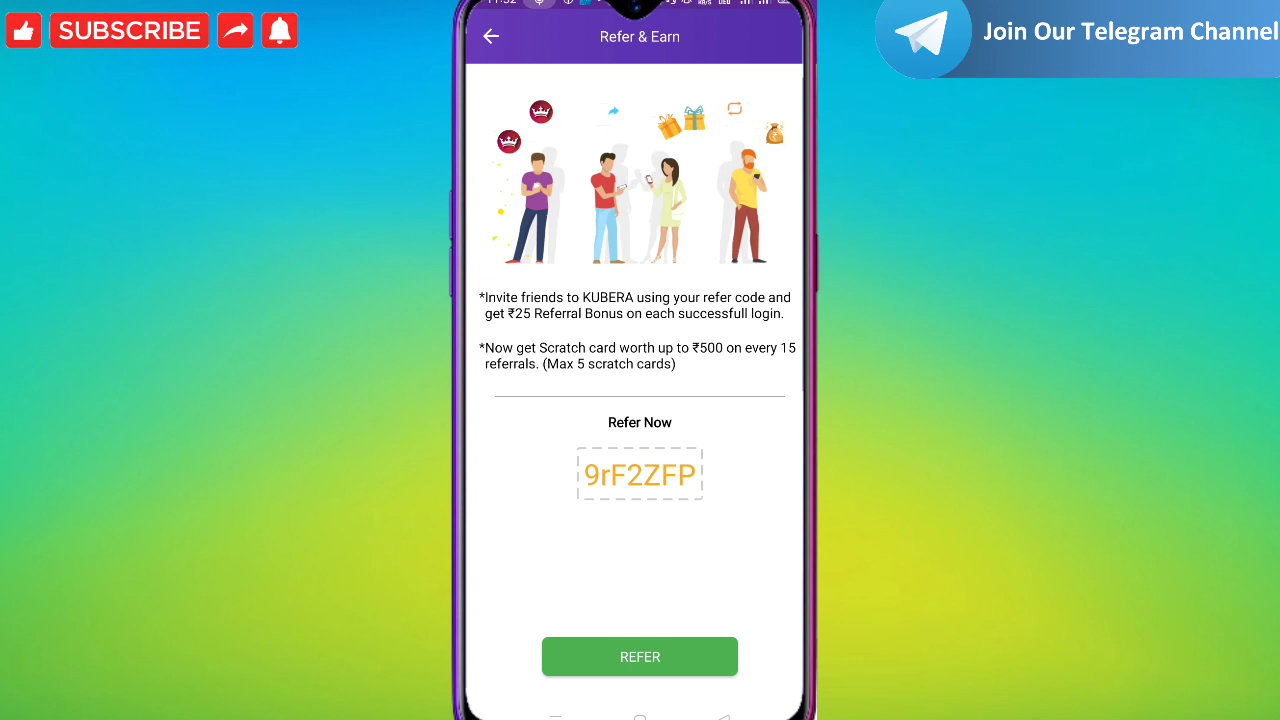 SUBSCRIBE
Join Our Telegram Channel
Refer & Earn
*Invite friends to KUBERA using your refer code and
get ₹25 Referral Bonus on each successfull login.
*Now get Scratch card worth up to ₹500 on every 15
referrals. (Max 5 scratch cards)
Refer Now
9rF2ZFP
REFER